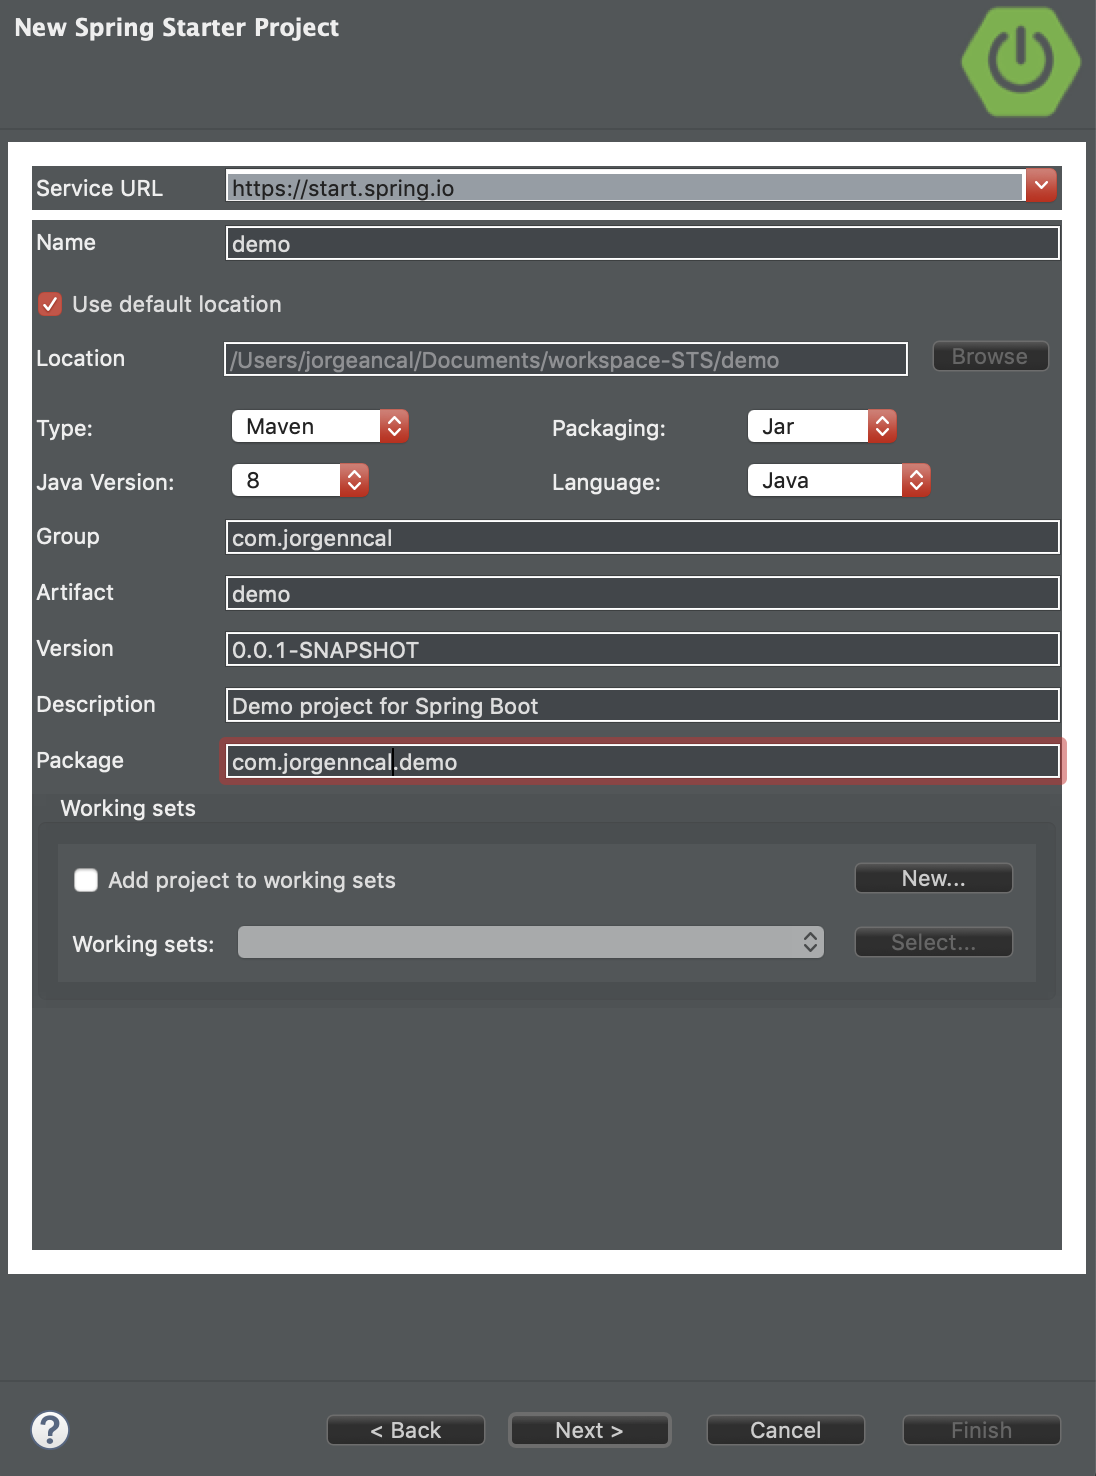 New Spring Starter Project
Service URL https://start.spring.io
Name demo
Use default location
Location /Users/jorgeancal/Documents/workspace-STS/demo Browse
Type: Maven Packaging: Jar
Java Version: 8 Language: Java
Group com.jorgenncal
Artifact demo
Version 0.0.1-SNAPSHOT
Description Demo project for Spring Boot
Package com.jorgenncal.demo
Working sets
Add project to working sets New...
Working sets: Select...
? < Back Next > Cancel Finish